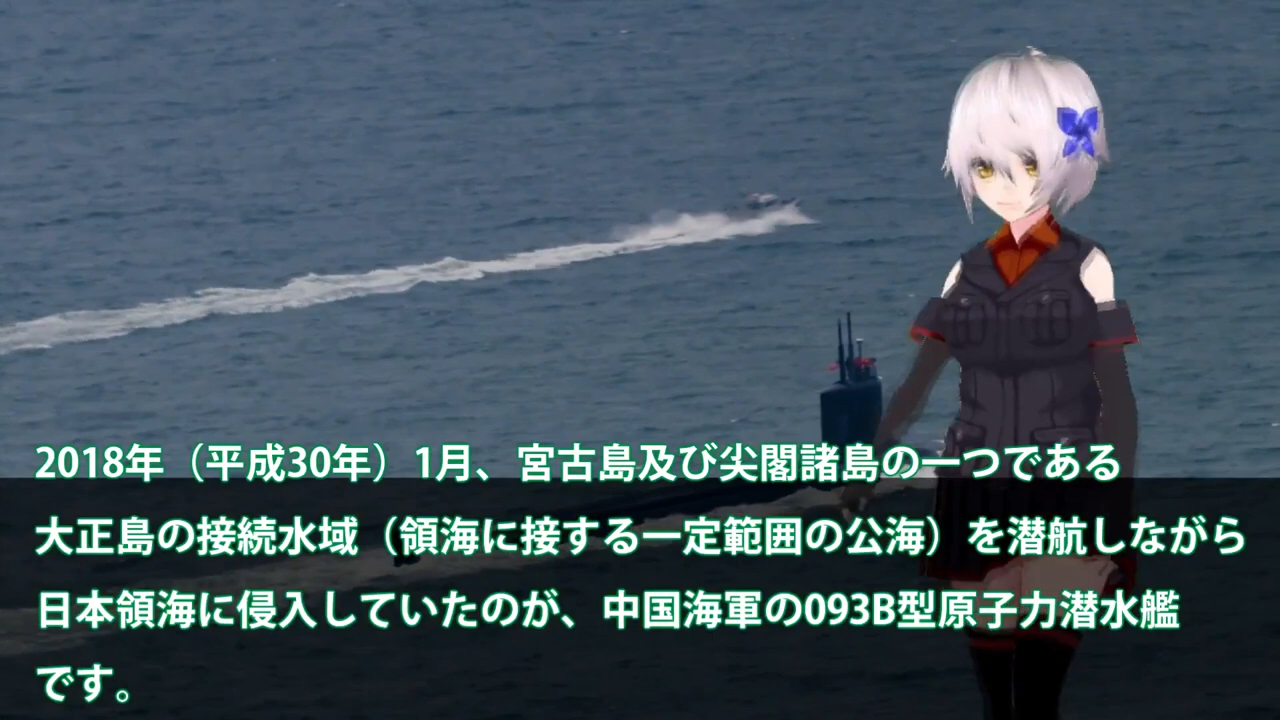 2018年（平成30年）1月、宮古島及び尖閣諸島の一つである
大正島の接続水域（領海に接する一定範囲の公海）を潜航しながら
日本領海に侵入していたのが、中国海軍の093B型原子力潜水艦
です。